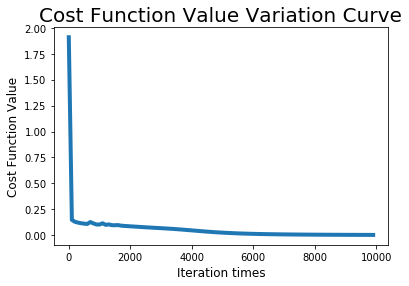 Cost Function Value Variation Curve
2.00
1.75
1.50
1.25
1.00
0.75
0.50
0.25
0.00
Cost Function Value
0 2000 4000 6000 8000 10000
Iteration times